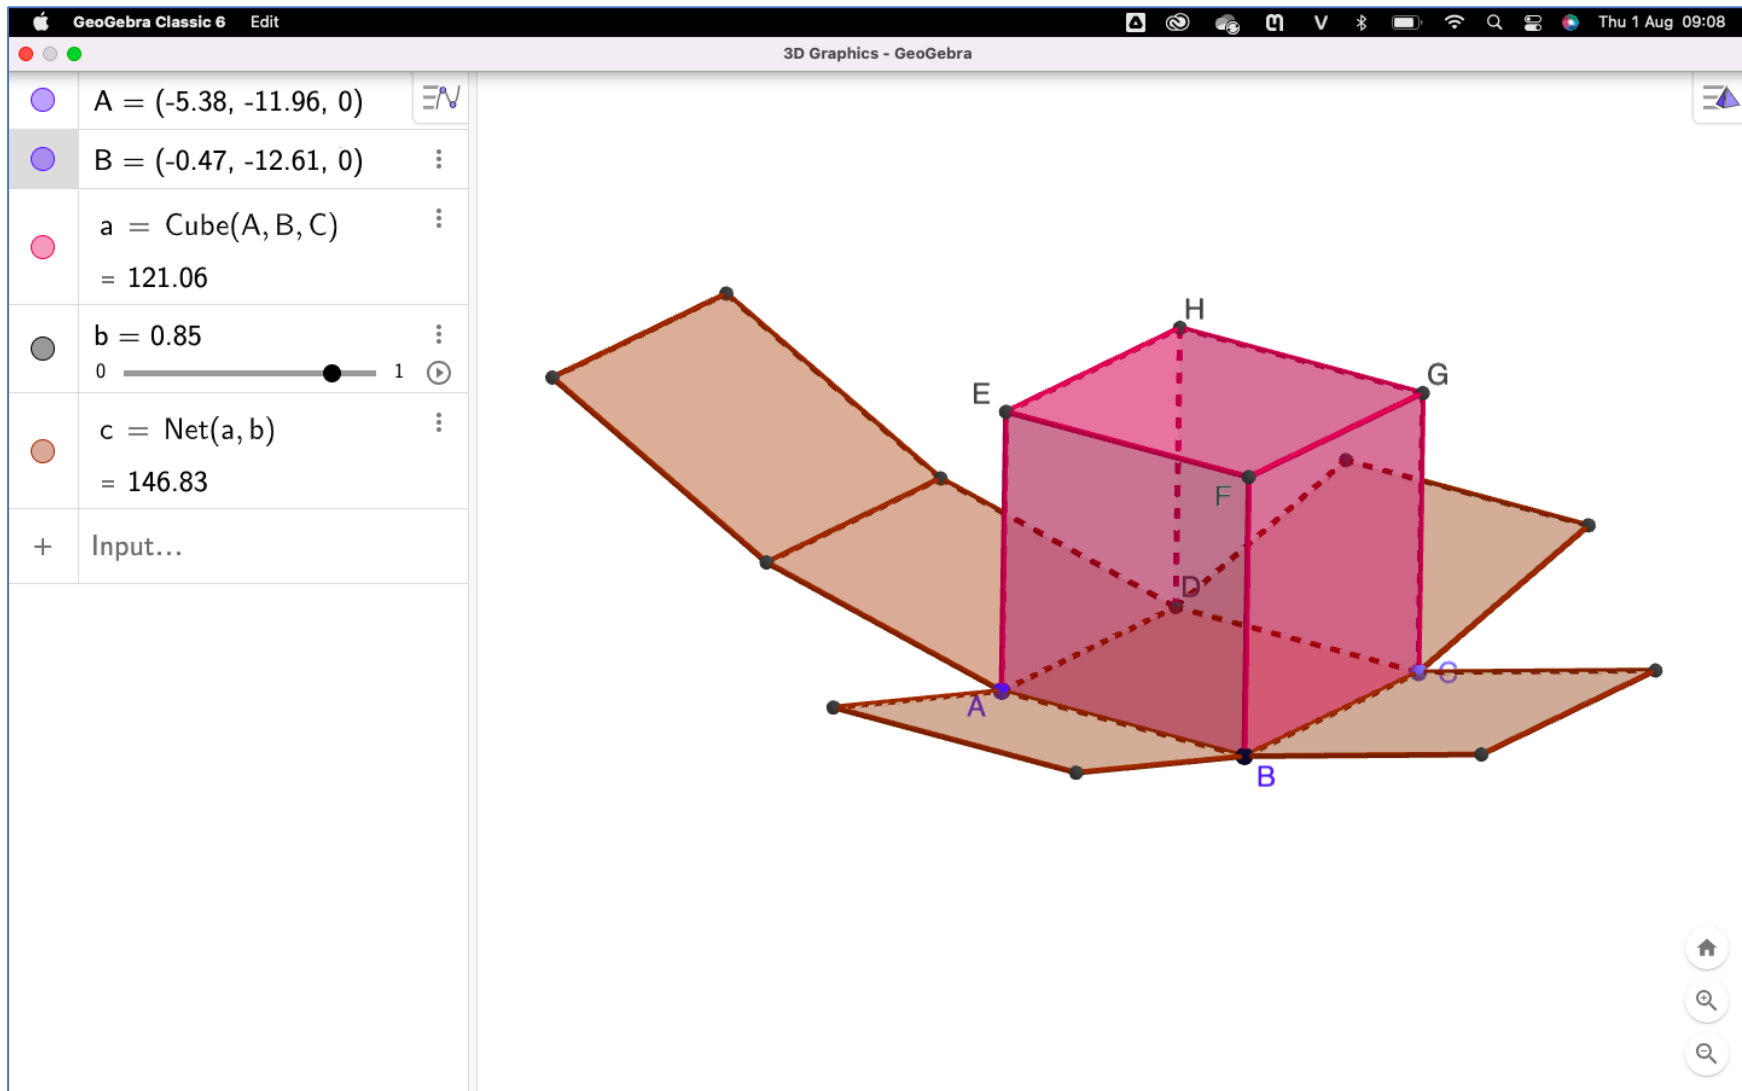 GeoGebra Classic 6 Edit Thu 1 Aug 09:08
3D Graphics - GeoGebra
A = (-5.38, -11.96, 0)
B = (-0.47, -12.61, 0)
a = Cube(A, B, C)
= 121.06
b = 0.85
0 1
c = Net(a, b)
= 146.83
+ Input...
H
G
E
F
D
C
A
B